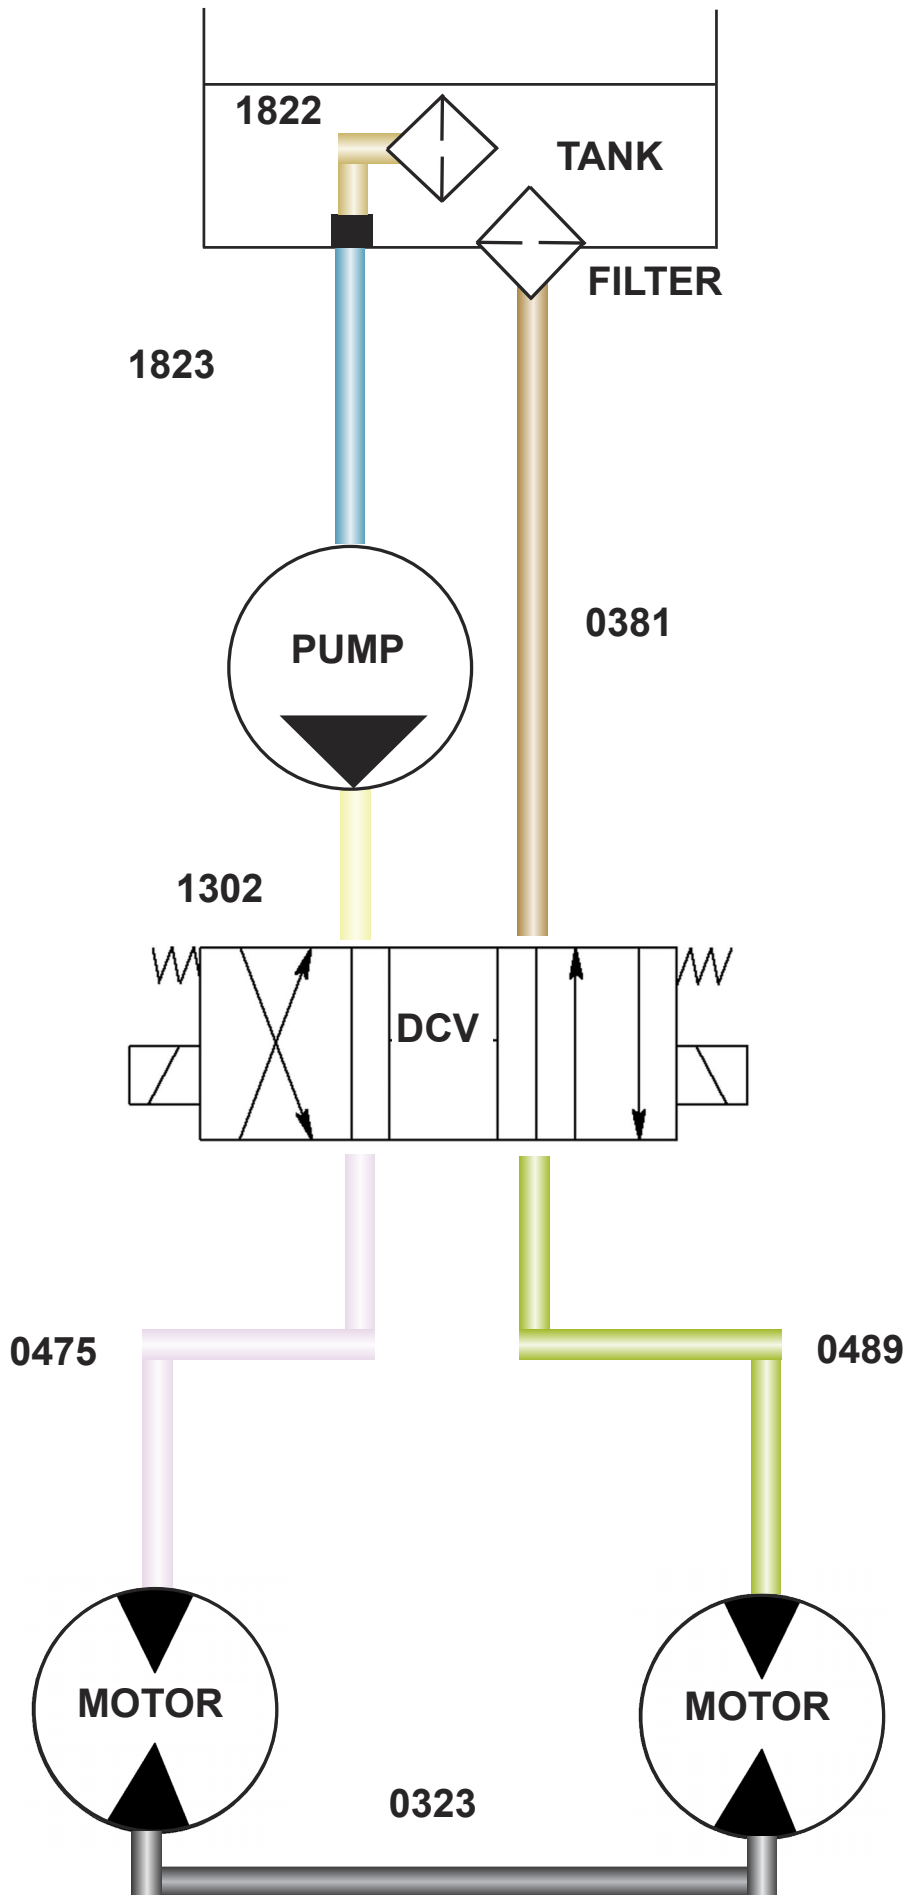 1822
TANK
FILTER
1823
0381
PUMP
1302
DCV
0475
0489
MOTOR
MOTOR
0323